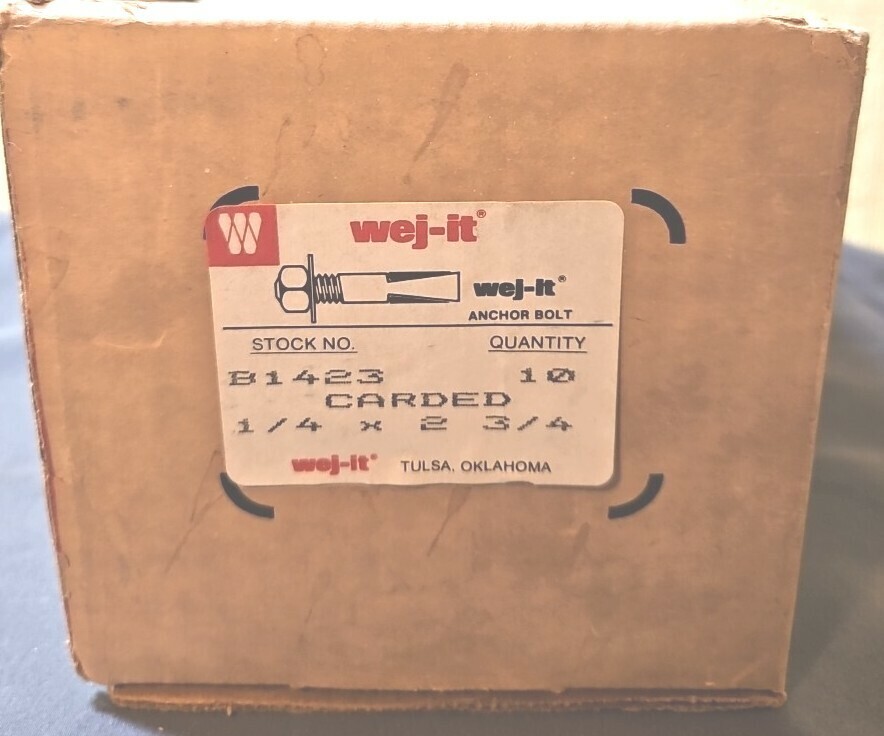 W wej-it®
wej-it®
ANCHOR BOLT
STOCK NO. QUANTITY
B1423 10
CARDED
1/4 x 2 3/4
wej-it® TULSA, OKLAHOMA